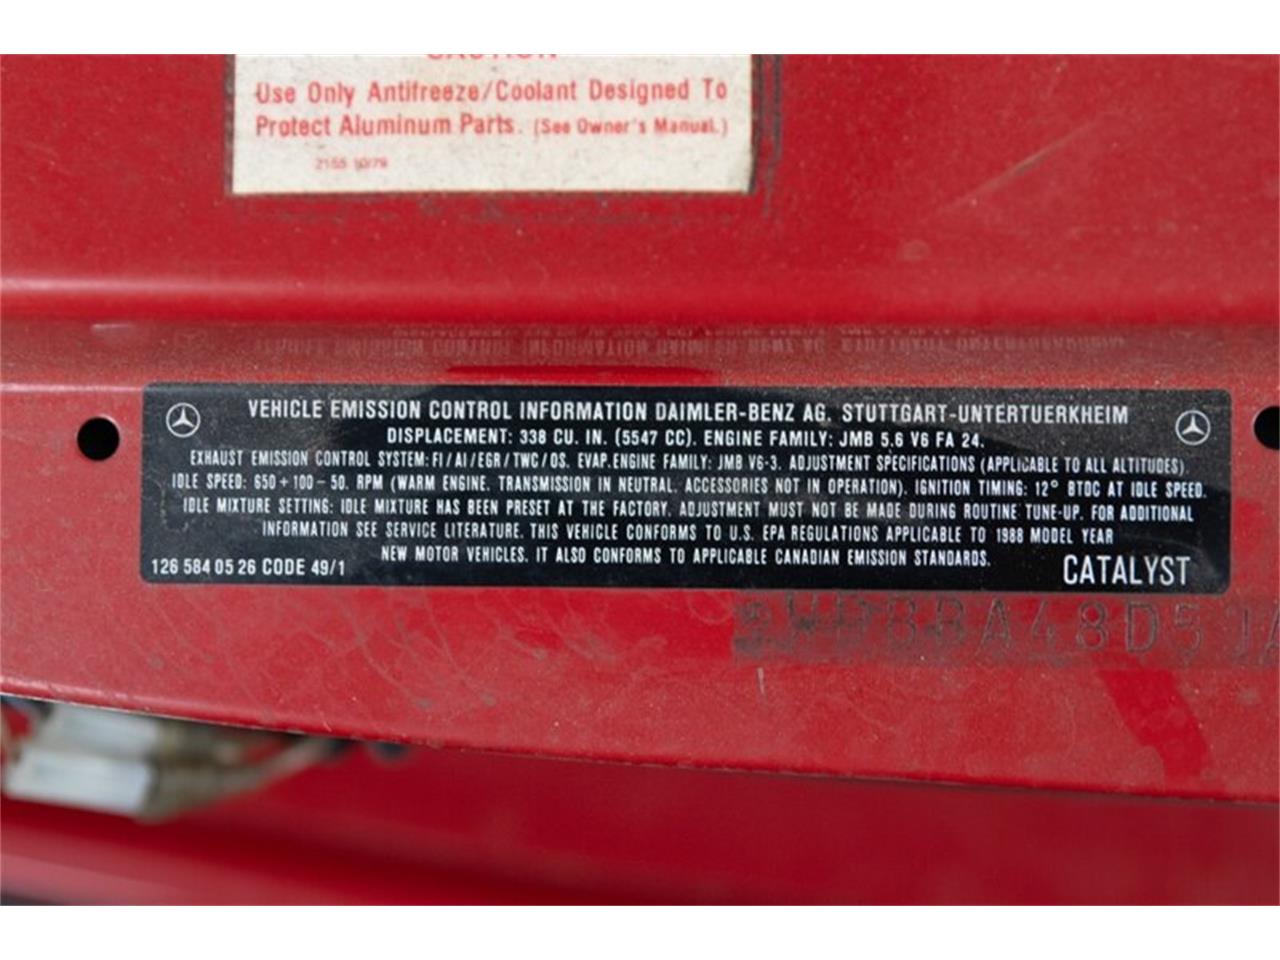 Use Only Antifreeze/Coolant Designed To
Protect Aluminum Parts. (See Owner's Manual.)
2155 10/79
VEHICLE EMISSION CONTROL INFORMATION DAIMLER-BENZ AG. STUTTGART-UNTERTUERKHEIM
DISPLACEMENT: 338 CU. IN. (5547 CC). ENGINE FAMILY: JMB 5.6 V6 FA 24.
EXHAUST EMISSION CONTROL SYSTEM: FI/AI/EGR/TWC/OS. EVAP. ENGINE FAMILY: JMB V6-3. ADJUSTMENT SPECIFICATIONS (APPLICABLE TO ALL ALTITUDES).
IDLE SPEED: 650 + 100 - 50. RPM (WARM ENGINE. TRANSMISSION IN NEUTRAL. ACCESSORIES NOT IN OPERATION). IGNITION TIMING: 12° BTDC AT IDLE SPEED.
IDLE MIXTURE SETTING: IDLE MIXTURE HAS BEEN PRESET AT THE FACTORY. ADJUSTMENT MUST NOT BE MADE DURING ROUTINE TUNE-UP. FOR ADDITIONAL
INFORMATION SEE SERVICE LITERATURE. THIS VEHICLE CONFORMS TO U.S. EPA REGULATIONS APPLICABLE TO 1988 MODEL YEAR
NEW MOTOR VEHICLES. IT ALSO CONFORMS TO APPLICABLE CANADIAN EMISSION STANDARDS.
126 584 05 26 CODE 49/1
CATALYST